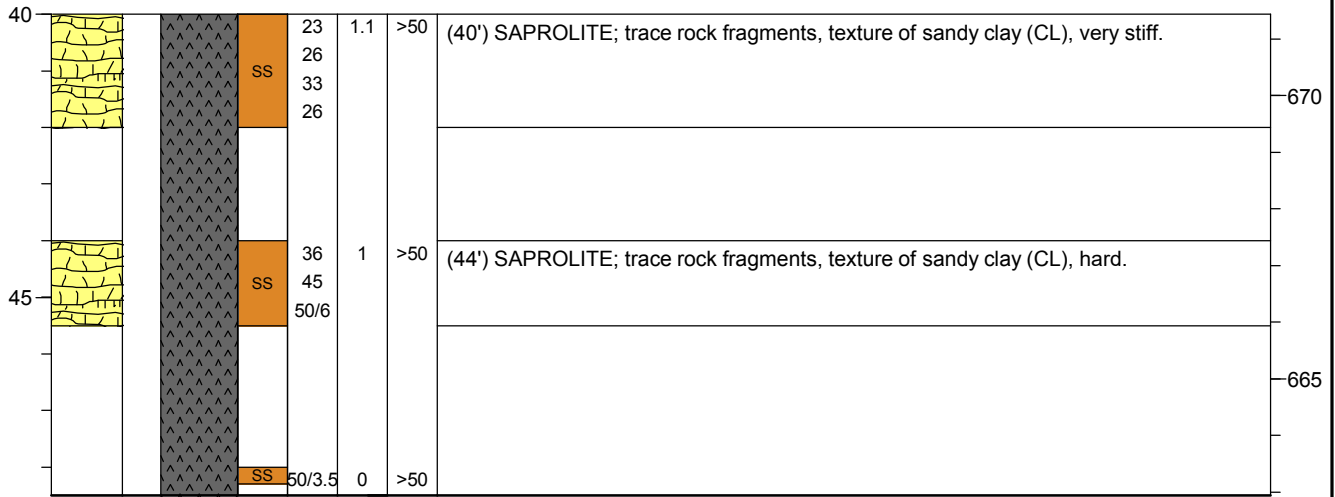 40
23 1.1 >50 (40') SAPROLITE; trace rock fragments, texture of sandy clay (CL), very stiff.
26
SS
33
26
670
36 1 >50 (44') SAPROLITE; trace rock fragments, texture of sandy clay (CL), hard.
SS 45
45
50/6
665
SS 50/3.5 0 >50